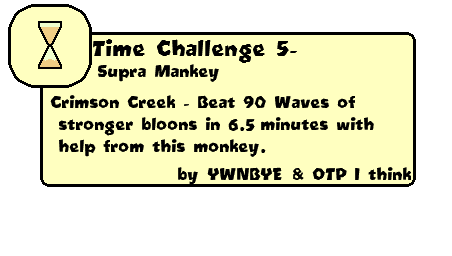 Time Challenge 5-
Supra Mankey
Crimson Creek - Beat 90 Waves of
stronger bloons in 6.5 minutes with
help from this monkey.
by YWNBYE & OTP I think